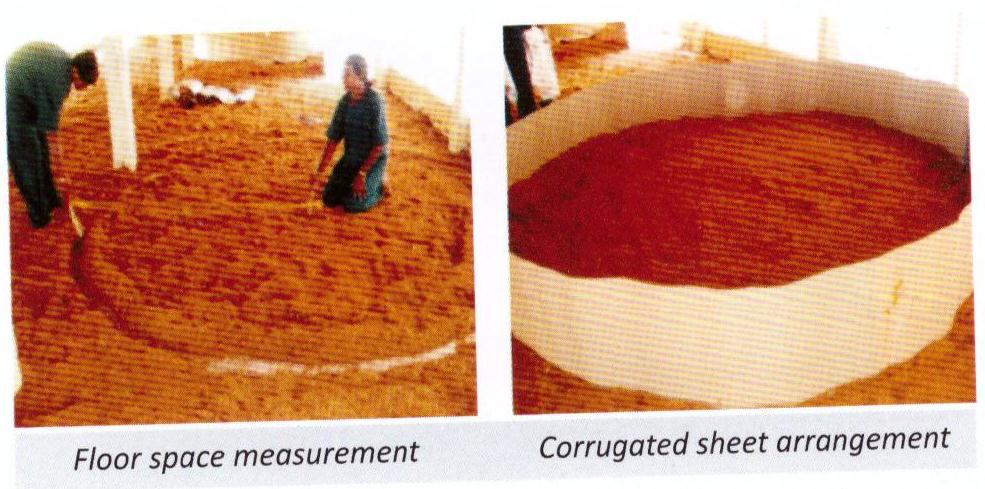 Floor space measurement
Corrugated sheet arrangement